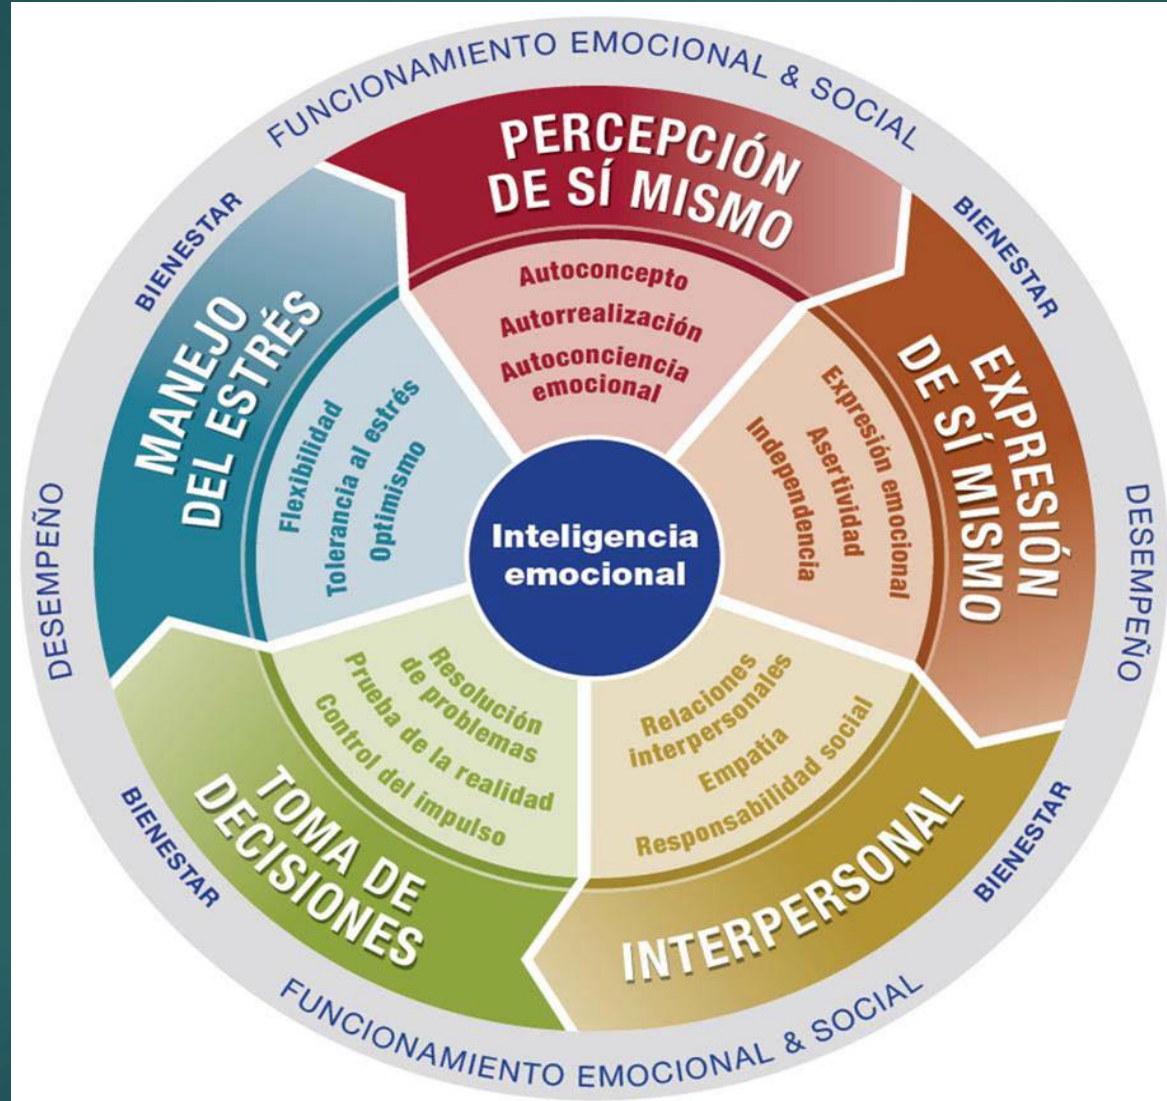 FUNCIONAMIENTO EMOCIONAL & SOCIAL
BIENESTAR
BIENESTAR
DESEMPEÑO
DESEMPEÑO
PERCEPCIÓN
DE SÍ MISMO
Autoconcepto
Autorrealización
Autoconciencia
emocional
EXPRESIÓN
DE SÍ MISMO
Expresión emocional
Asertividad
Independencia
INTERPERSONAL
Relaciones
interpersonales
Empatía
Responsabilidad social
TOMA DE
DECISIONES
Resolución
de problemas
Prueba de la realidad
Control del impulso
MANEJO
DEL ESTRÉS
Flexibilidad
Tolerancia al estrés
Optimismo
Inteligencia
emocional
BIENESTAR
BIENESTAR
FUNCIONAMIENTO EMOCIONAL & SOCIAL